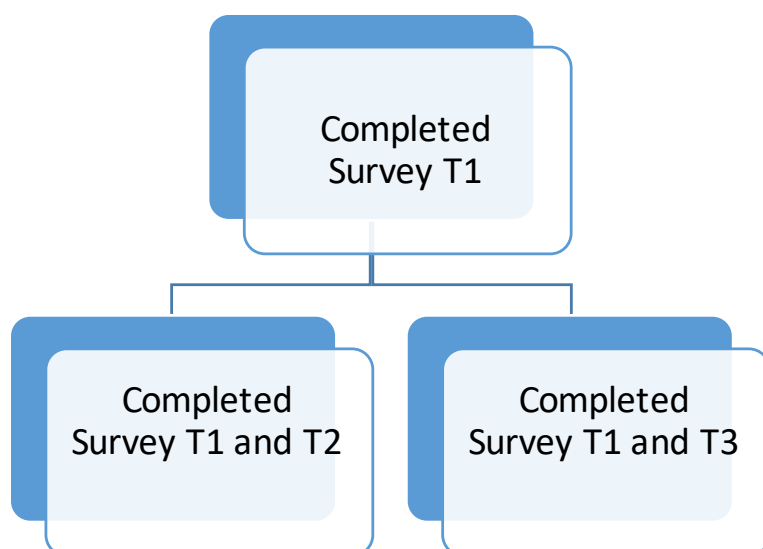 Completed
Survey T1
Completed
Survey T1 and T2
Completed
Survey T1 and T3